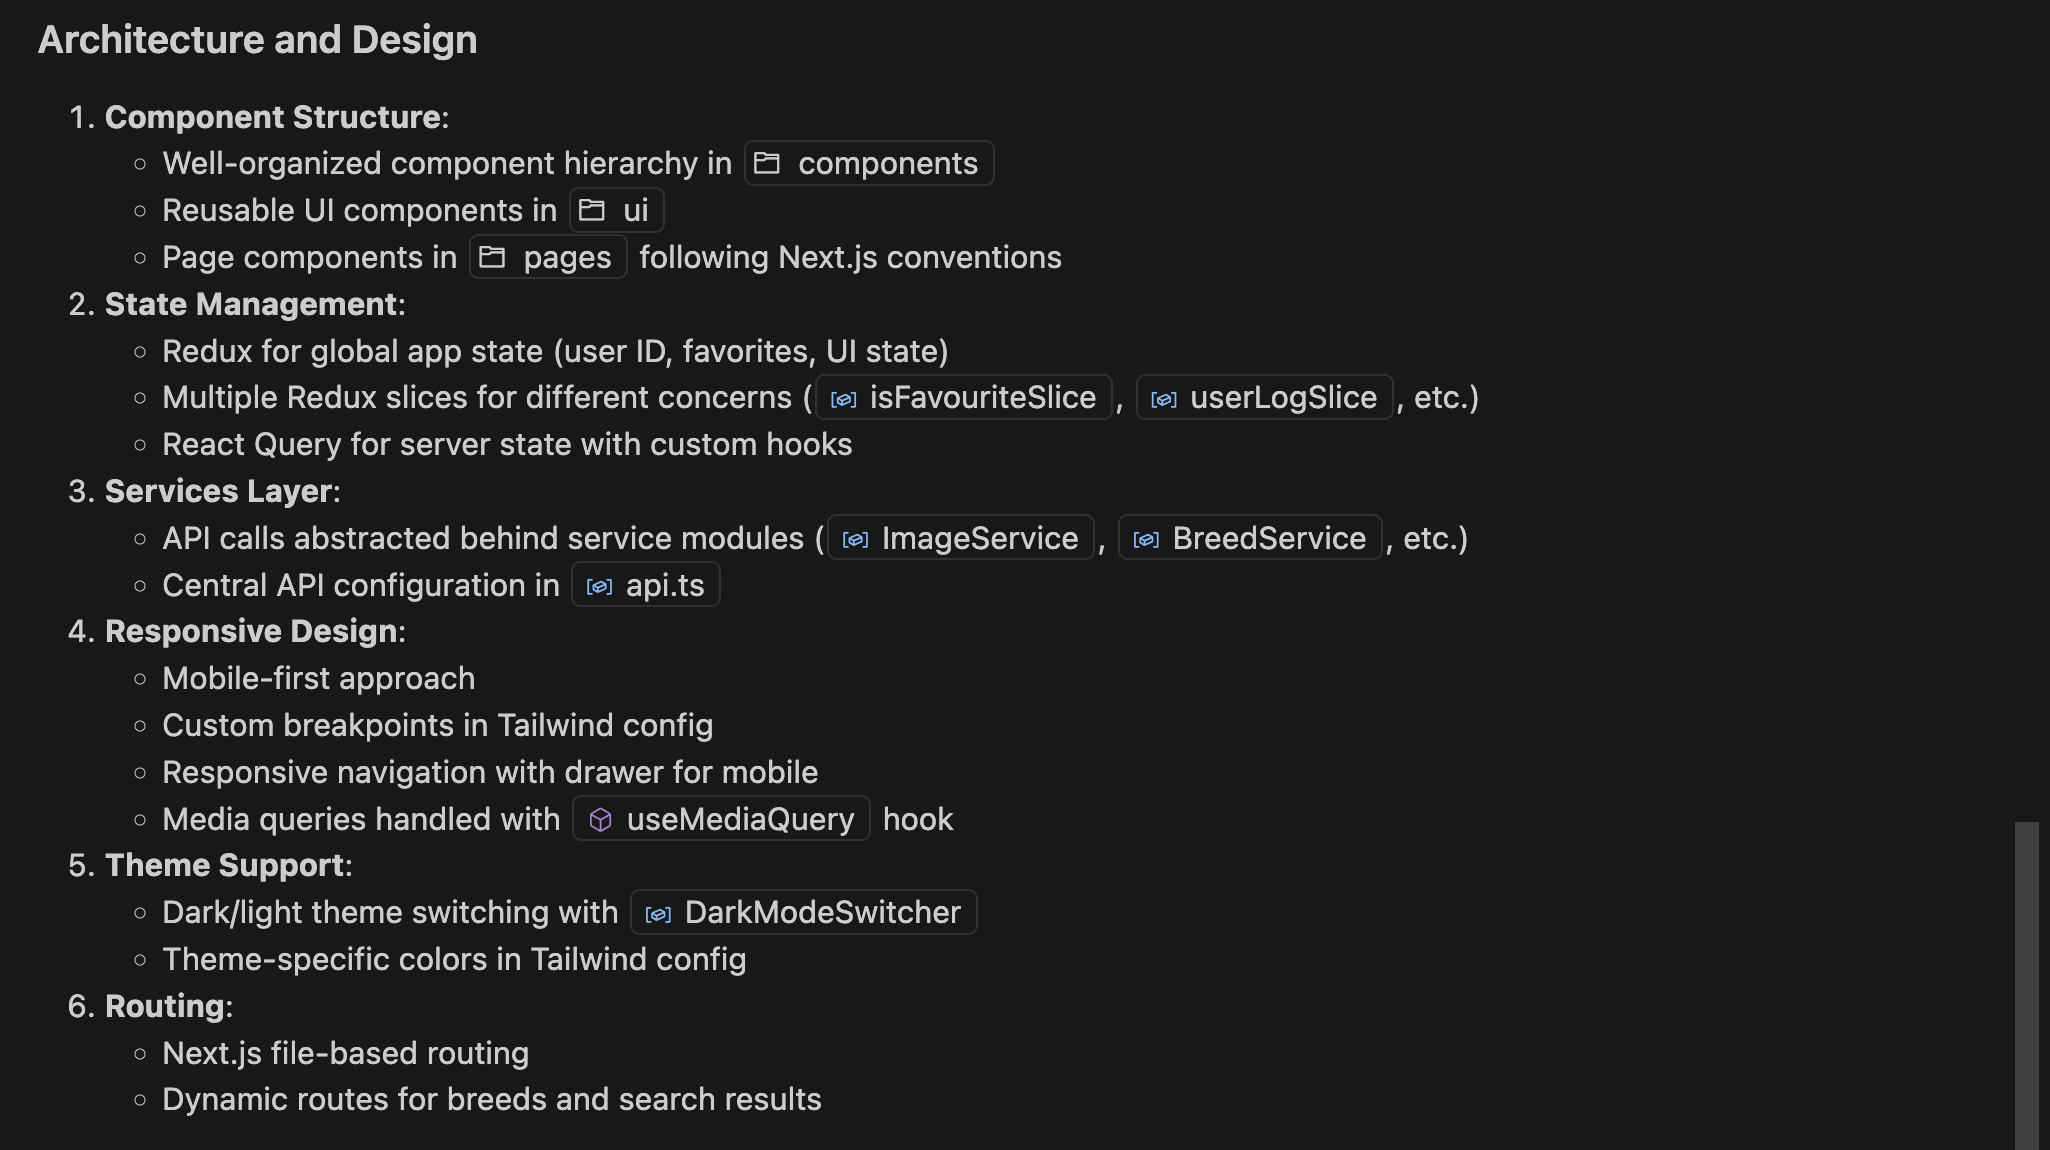 Architecture and Design
1. Component Structure:
○ Well-organized component hierarchy in components
○ Reusable UI components in ui
○ Page components in pages following Next.js conventions
2. State Management:
○ Redux for global app state (user ID, favorites, UI state)
○ Multiple Redux slices for different concerns ( isFavouriteSlice , userLogSlice , etc.)
○ React Query for server state with custom hooks
3. Services Layer:
○ API calls abstracted behind service modules ( ImageService , BreedService , etc.)
○ Central API configuration in api.ts
4. Responsive Design:
○ Mobile-first approach
○ Custom breakpoints in Tailwind config
○ Responsive navigation with drawer for mobile
○ Media queries handled with useMediaQuery hook
5. Theme Support:
○ Dark/light theme switching with DarkModeSwitcher
○ Theme-specific colors in Tailwind config
6. Routing:
○ Next.js file-based routing
○ Dynamic routes for breeds and search results